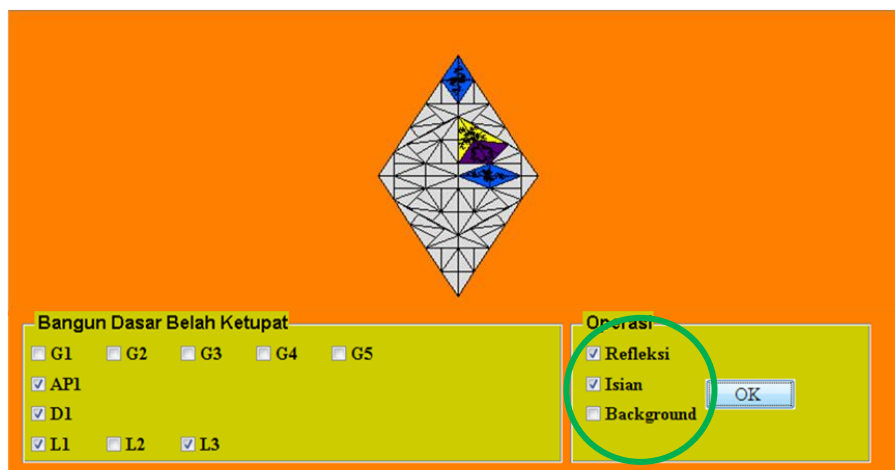 Bangun Dasar Belah Ketupat
G1 G2 G3 G4 G5
AP1
D1
L1 L2 L3
Operasi
Refleksi
Isian
Background
OK